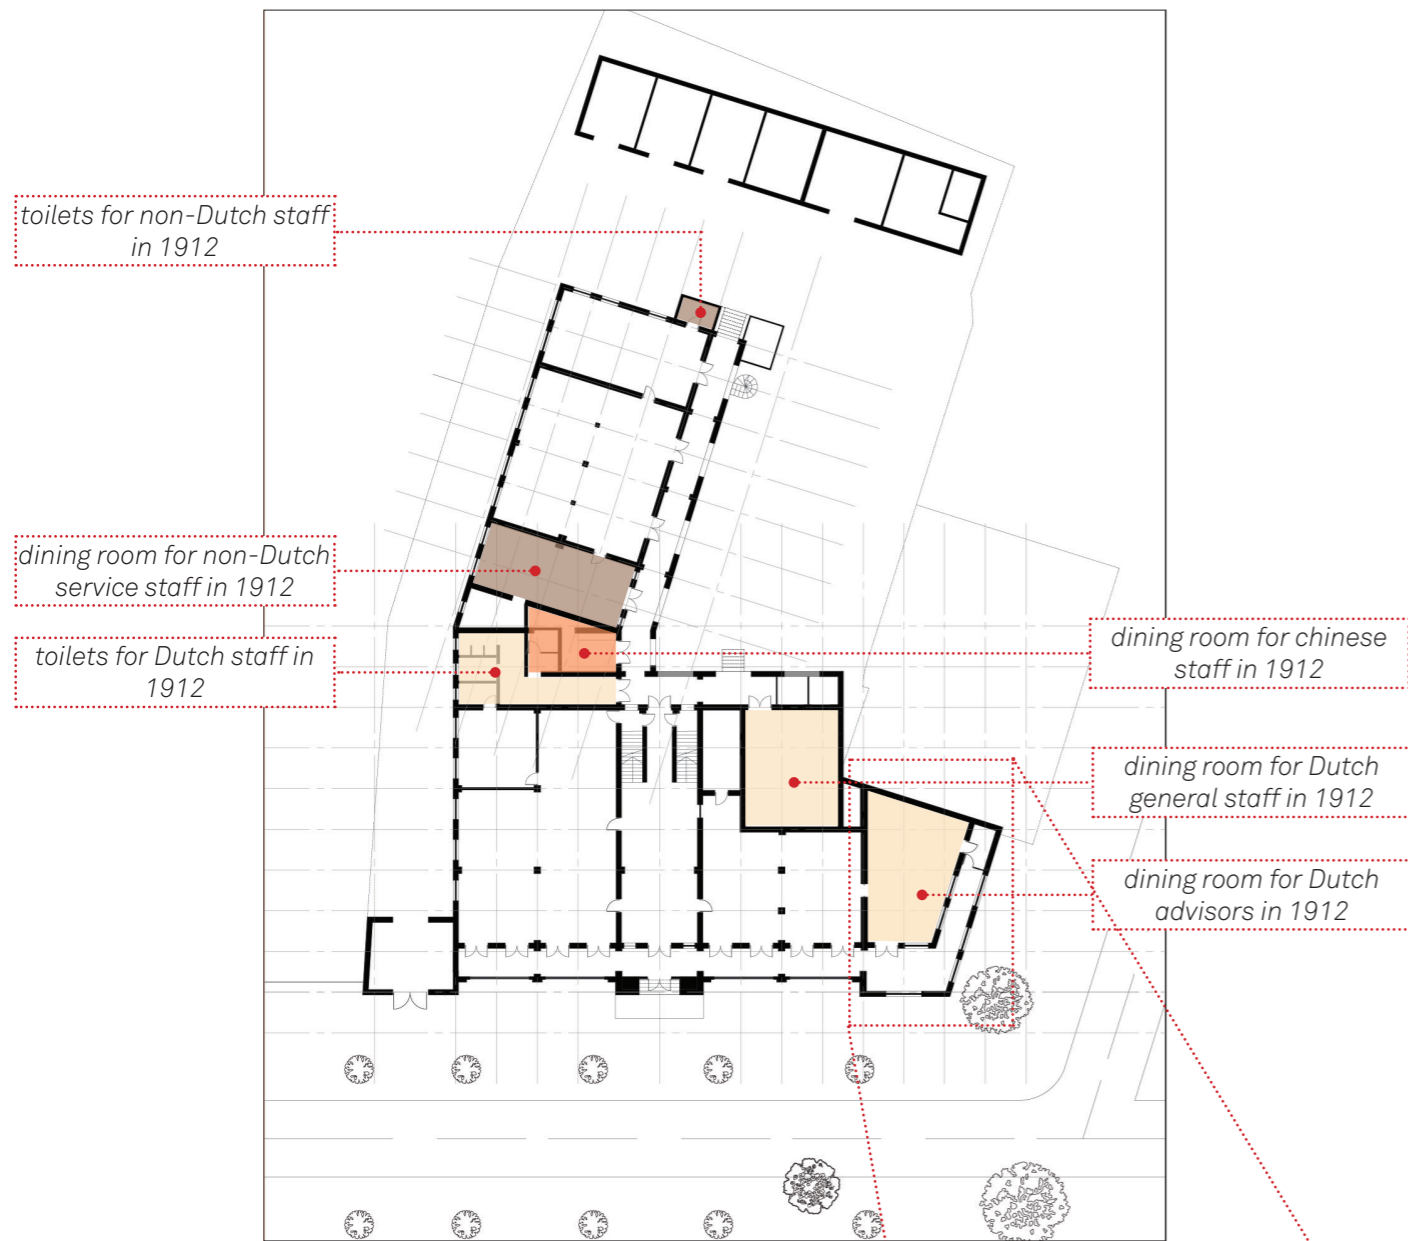 toilets for non-Dutch staff
in 1912
dining room for non-Dutch
service staff in 1912
toilets for Dutch staff in
1912
dining room for chinese
staff in 1912
dining room for Dutch
general staff in 1912
dining room for Dutch
advisors in 1912